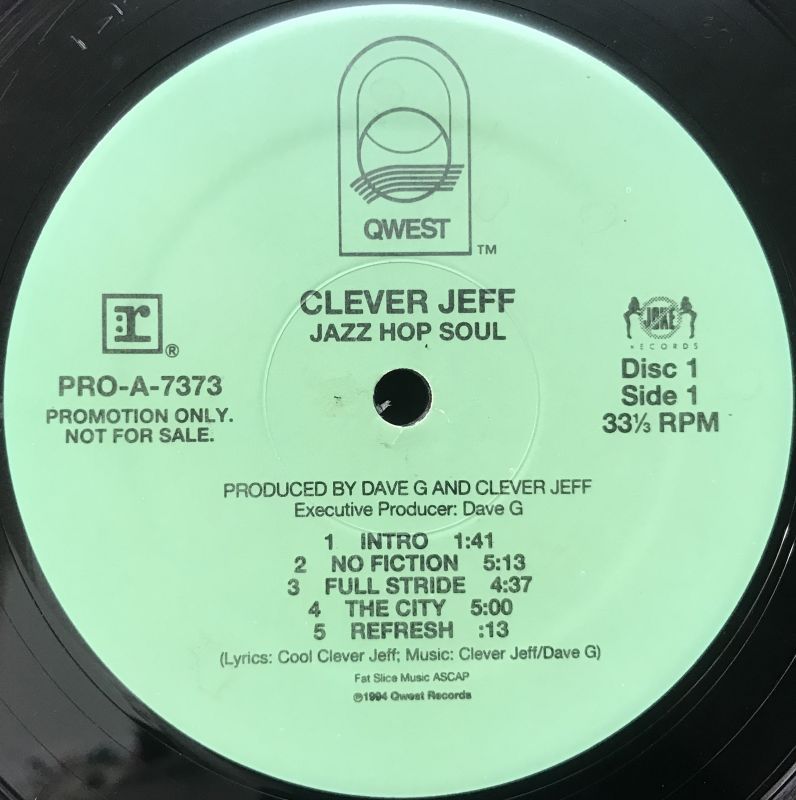 QWEST
TM
CLEVER JEFF
JAZZ HOP SOUL
r
®
PRO-A-7373
PROMOTION ONLY.
NOT FOR SALE.
JOKE
RECORDS
Disc 1
Side 1
33⅓ RPM
PRODUCED BY DAVE G AND CLEVER JEFF
Executive Producer: Dave G
1 INTRO 1:41
2 NO FICTION 5:13
3 FULL STRIDE 4:37
4 THE CITY 5:00
5 REFRESH :13
(Lyrics: Cool Clever Jeff; Music: Clever Jeff/Dave G)
Fat Slice Music ASCAP
℗1994 Qwest Records